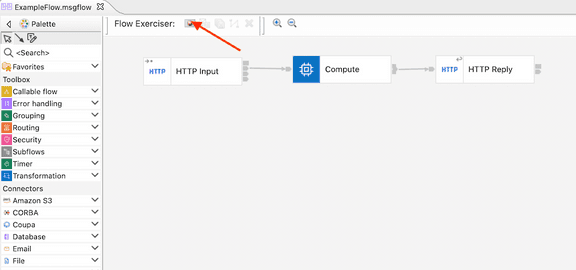 ExampleFlow.msgflow
Palette
Flow Exerciser:
<Search>
Favorites
Toolbox
Callable flow
Error handling
Grouping
Routing
Security
Subflows
Timer
Transformation
Connectors
Amazon S3
CORBA
Coupa
Database
Email
File
HTTP HTTP Input
Compute
HTTP HTTP Reply